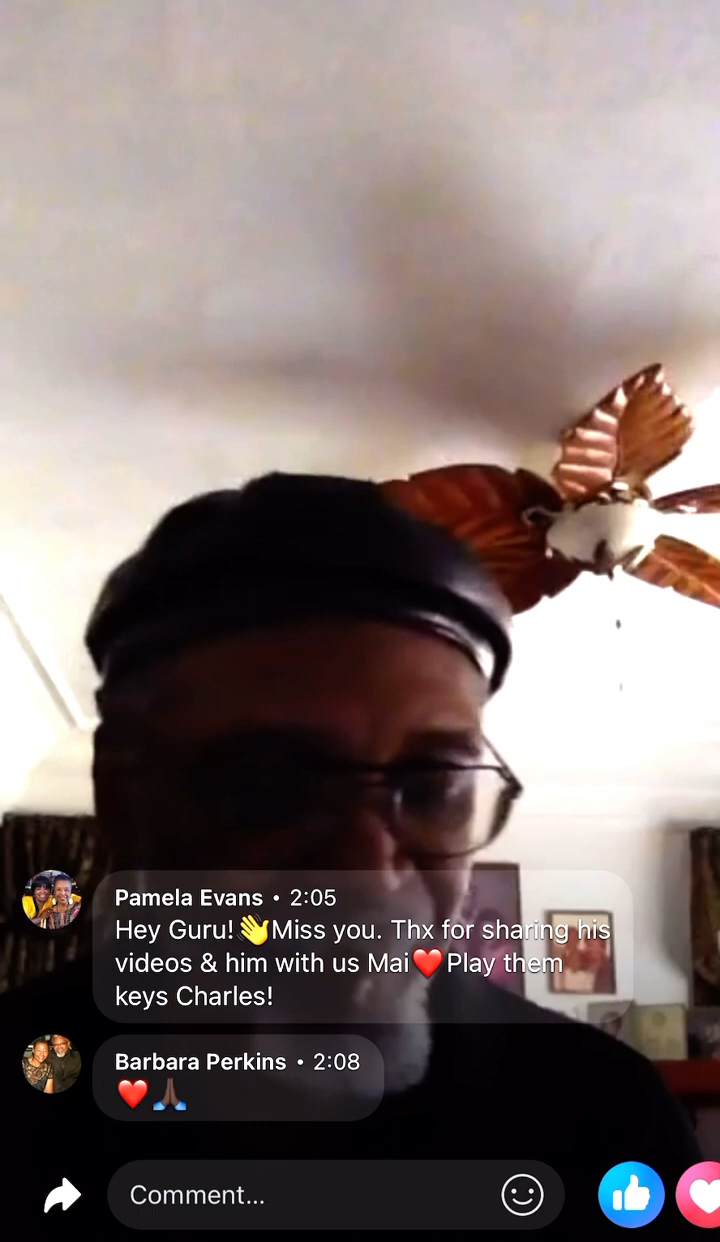 Pamela Evans • 2:05
Hey Guru!👋Miss you. Thx for sharing his
videos & him with us Mai❤️Play them
keys Charles!
Barbara Perkins • 2:08
❤️🙏🏿
Comment...